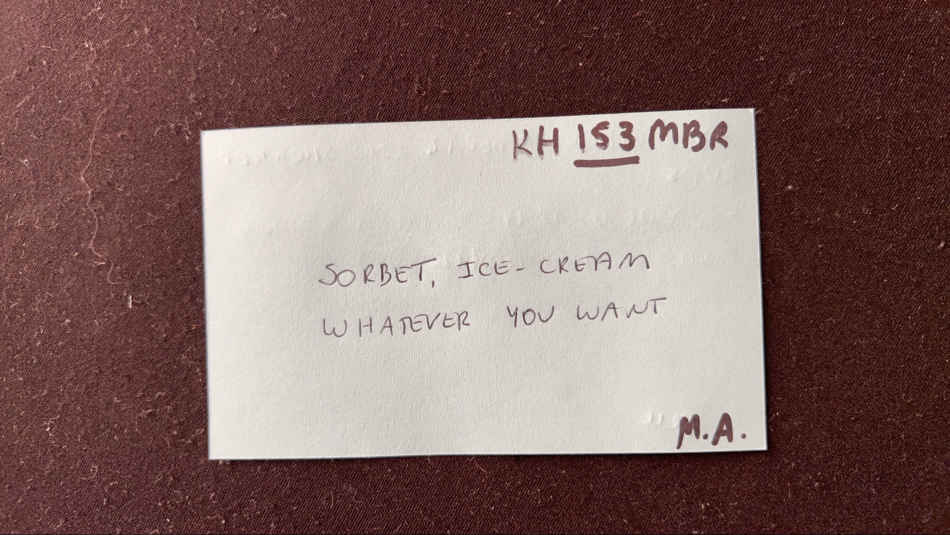 KH 153 MBR
SORBET, ICE-CREAM
WHATEVER YOU WANT
M.A.